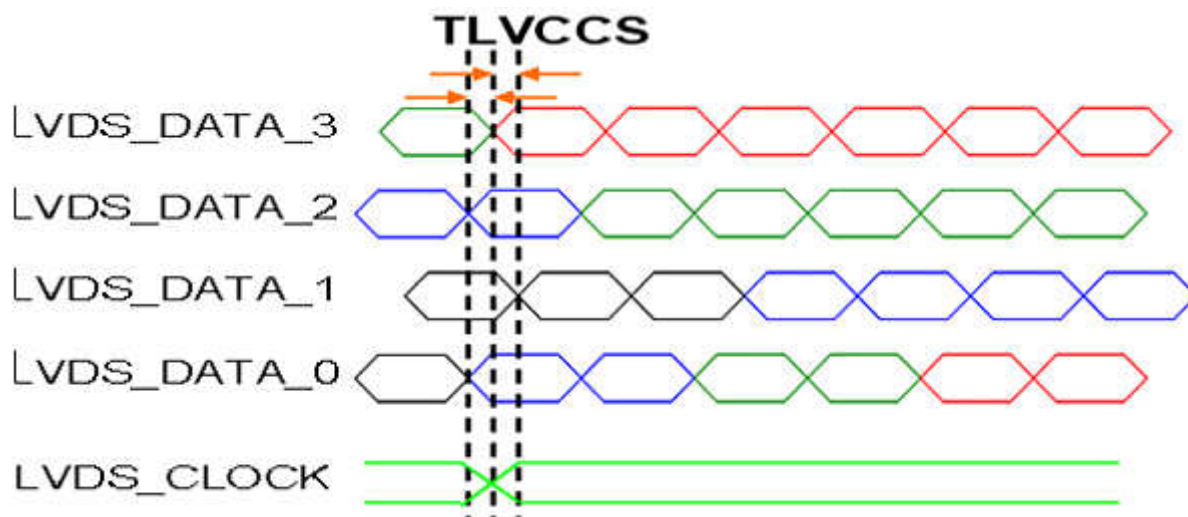 TLVCCS
LVDS_DATA_3
LVDS_DATA_2
LVDS_DATA_1
LVDS_DATA_0
LVDS_CLOCK